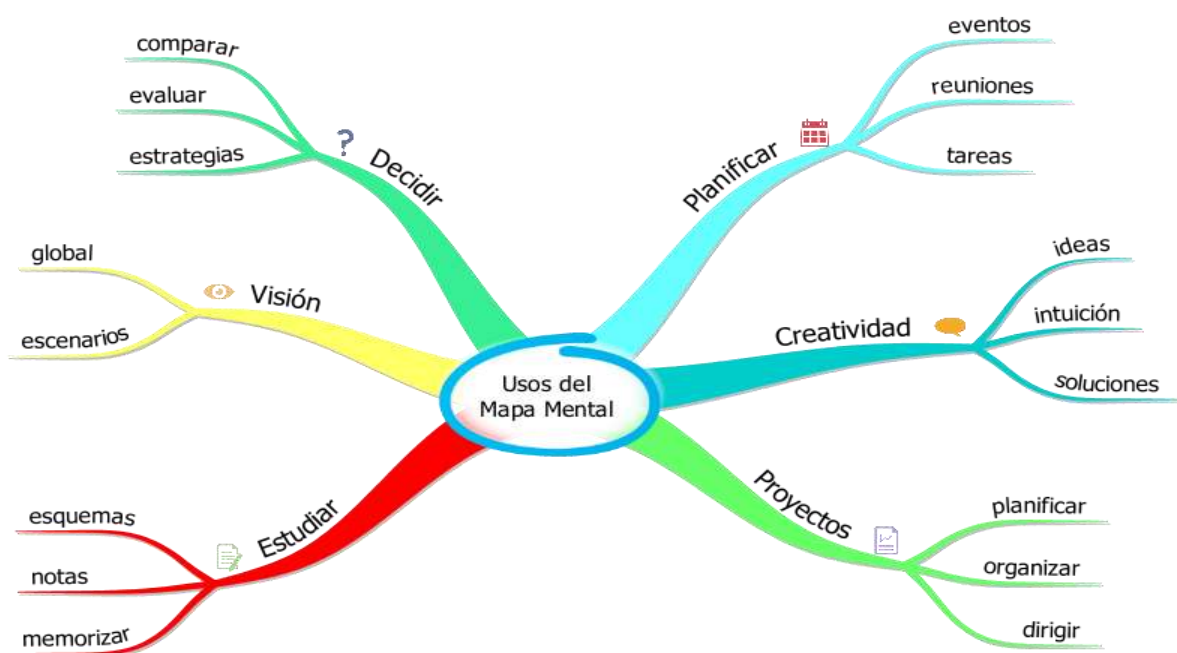 Usos del
Mapa Mental
Planificar
eventos
reuniones
tareas
Creatividad
ideas
intuición
soluciones
Proyectos
planificar
organizar
dirigir
Estudiar
esquemas
notas
memorizar
Visión
global
escenarios
?
Decidir
comparar
evaluar
estrategias